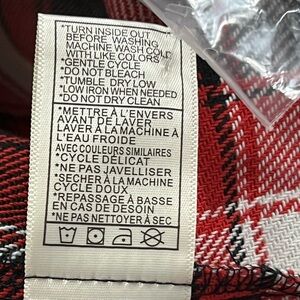 *TURN INSIDE OUT
BEFORE WASHING
MACHINE WASH COLD
WITH LIKE COLORS
*GENTLE CYCLE
*DO NOT BLEACH
*TUMBLE DRY LOW
*LOW IRON WHEN NEEDED
*DO NOT DRY CLEAN
*METTRE À L'ENVERS
AVANT DE LAVER
LAVER À LA MACHINE À
L'EAU FROIDE
AVEC COULEURS SIMILAIRES
*CYCLE DÉLICAT
*NE PAS JAVELLISER
*SECHER À LA MACHINE
CYCLE DOUX
*REPASSAGE À BASSE
EN CAS DE DESOIN
*NE PAS NETTOYER À SEC